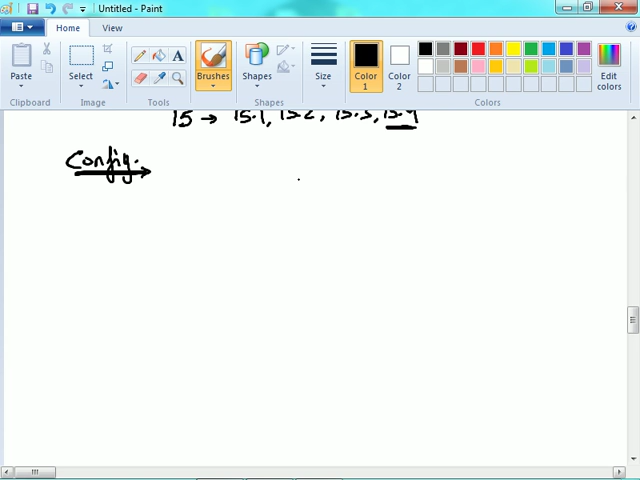 Untitled - Paint
Home View
Paste Select Brushes Shapes Size Color 1 Color 2 Edit colors
Clipboard Image Tools Shapes Colors
15 → 15.1, 15.2, 15.3, 15.4
Config.